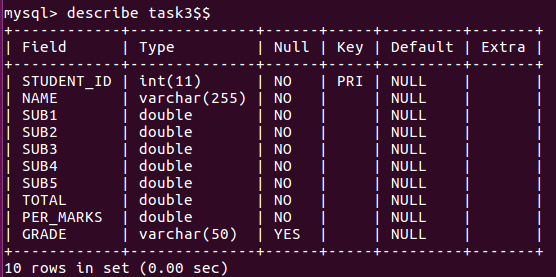 mysql> describe task3$$
+------------+--------------+------+-----+---------+-------+
| Field      | Type         | Null | Key | Default | Extra |
+------------+--------------+------+-----+---------+-------+
| STUDENT_ID | int(11)      | NO   | PRI | NULL    |       |
| NAME       | varchar(255) | NO   |     | NULL    |       |
| SUB1       | double       | NO   |     | NULL    |       |
| SUB2       | double       | NO   |     | NULL    |       |
| SUB3       | double       | NO   |     | NULL    |       |
| SUB4       | double       | NO   |     | NULL    |       |
| SUB5       | double       | NO   |     | NULL    |       |
| TOTAL      | double       | NO   |     | NULL    |       |
| PER_MARKS  | double       | NO   |     | NULL    |       |
| GRADE      | varchar(50)  | YES  |     | NULL    |       |
+------------+--------------+------+-----+---------+-------+
10 rows in set (0.00 sec)